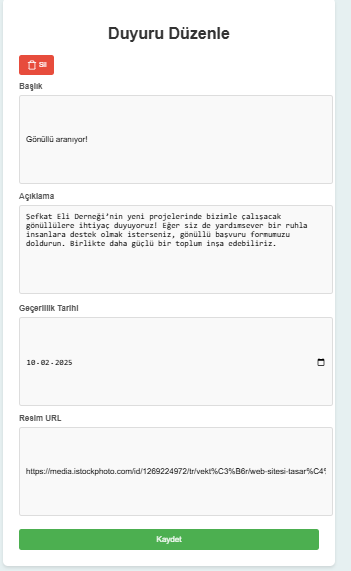 Duyuru Düzenle
Sil
Başlık
Gönüllü aranıyor!
Açıklama
Şefkat Eli Derneği'nin yeni projelerinde bizimle çalışacak
gönüllülere ihtiyaç duyuyoruz! Eğer siz de yardımsever bir ruhla
insanlara destek olmak isterseniz, gönüllü başvuru formumuzu
doldurun. Birlikte daha güçlü bir toplum inşa edebiliriz.
Geçerlilik Tarihi
10-02-2025
Resim URL
https://media.istockphoto.com/id/1269224972/tr/vekt%C3%B6r/web-sitesi-tasar%C4%
Kaydet